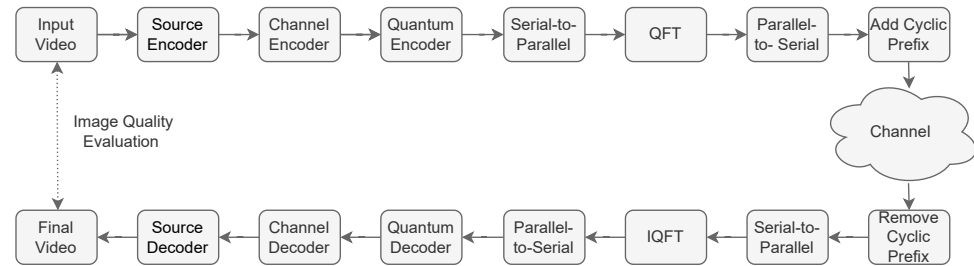 Input
Video
Source
Encoder
Channel
Encoder
Quantum
Encoder
Serial-to-
Parallel
QFT
Parallel-
to- Serial
Add Cyclic
Prefix
Image Quality
Evaluation
Channel
Final
Video
Source
Decoder
Channel
Decoder
Quantum
Decoder
Parallel-
to-Serial
IQFT
Serial-to-
Parallel
Remove
Cyclic
Prefix